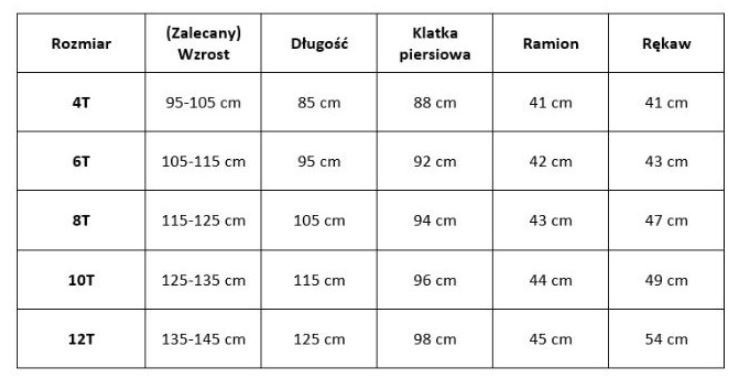 Rozmiar (Zalecany) Wzrost Długość Klatka piersiowa Ramion Rękaw
4T 95-105 cm 85 cm 88 cm 41 cm 41 cm
6T 105-115 cm 95 cm 92 cm 42 cm 43 cm
8T 115-125 cm 105 cm 94 cm 43 cm 47 cm
10T 125-135 cm 115 cm 96 cm 44 cm 49 cm
12T 135-145 cm 125 cm 98 cm 45 cm 54 cm